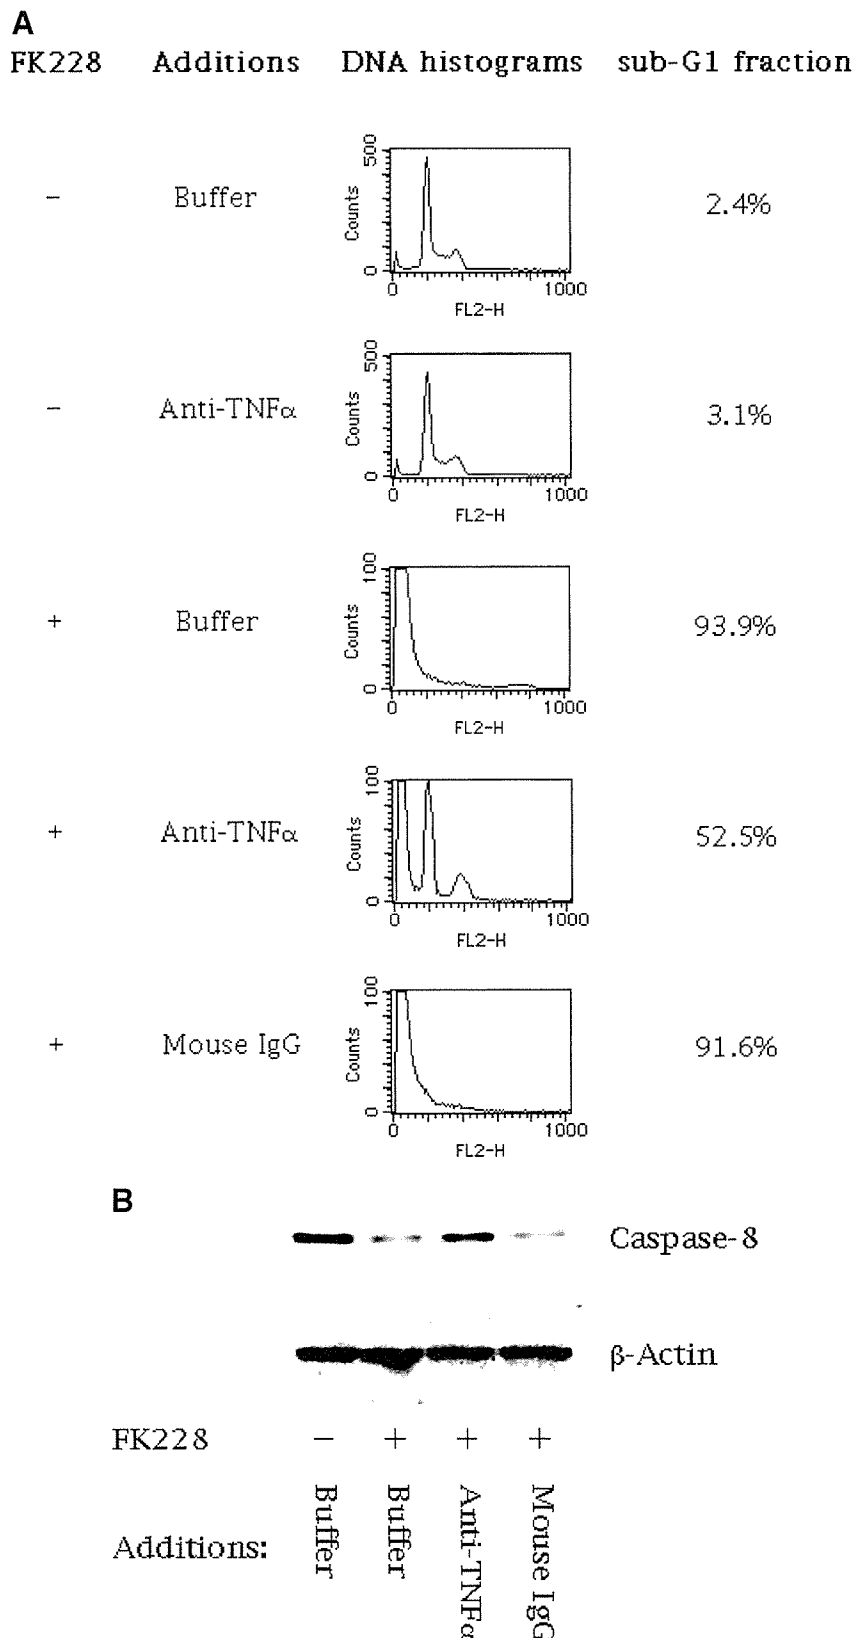 A
FK228 Additions DNA histograms sub-G1 fraction
− Buffer 2.4%
500
Counts
0
0 1000
FL2-H
− Anti-TNFα 3.1%
500
Counts
0
0 1000
FL2-H
+ Buffer 93.9%
100
Counts
0
0 1000
FL2-H
+ Anti-TNFα 52.5%
100
Counts
0
0 1000
FL2-H
+ Mouse IgG 91.6%
100
Counts
0
0 1000
FL2-H
B
Caspase-8
β-Actin
FK228 − + + +
Additions: Buffer Buffer Anti-TNFα Mouse IgG